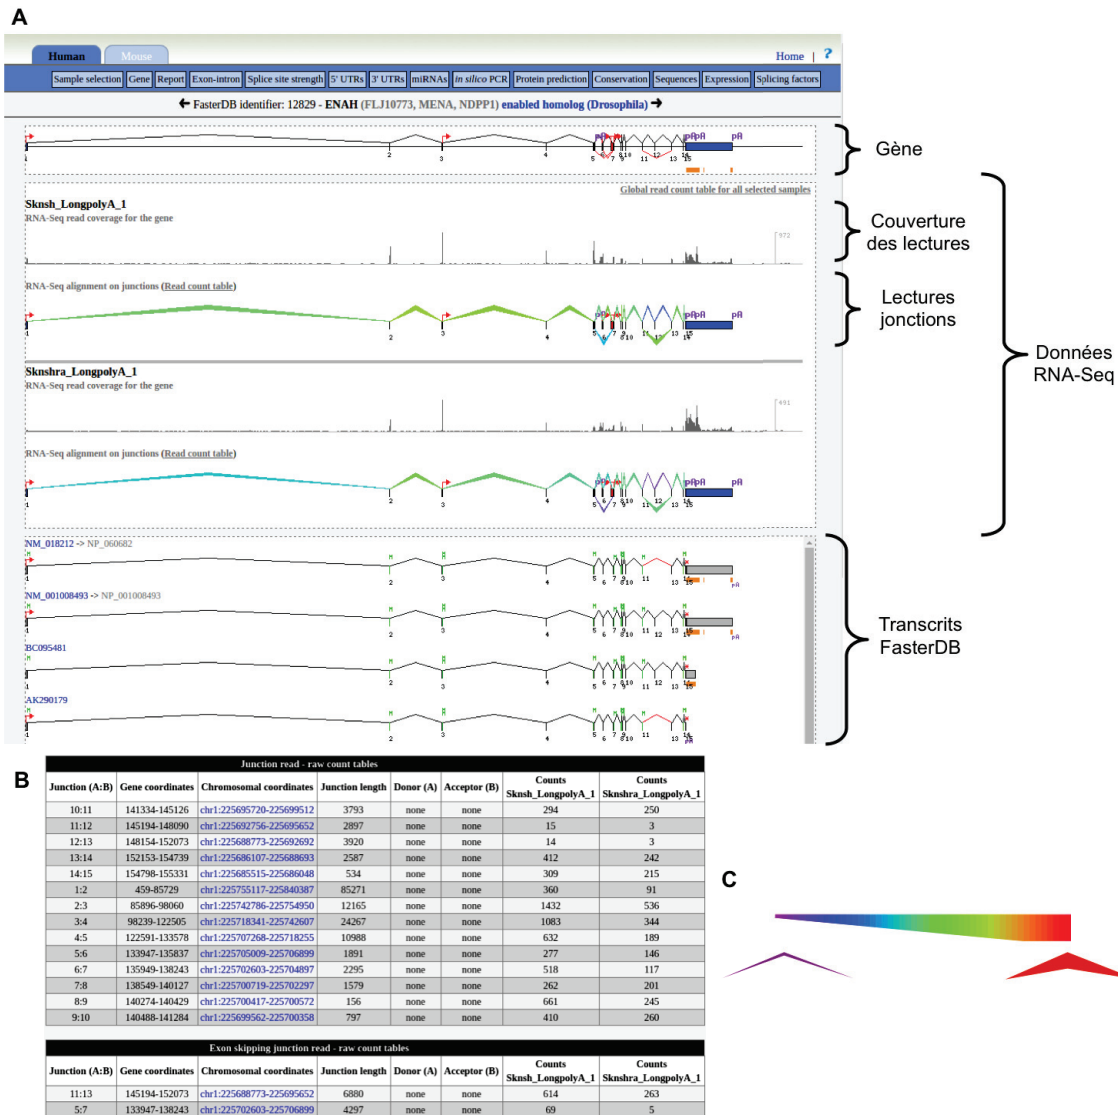 A
Human
Mouse
Home | ?
Sample selection Gene Report Exon-intron Splice site strength 5' UTRs 3' UTRs miRNAs in silico PCR Protein prediction Conservation Sequences Expression Splicing factors
FasterDB identifier: 12829 - ENAH (FLJ10773, MENA, NDPP1) enabled homolog (Drosophila)
Gène
Global read count table for all selected samples
Sknsh_LongpolyA_1
RNA-Seq read coverage for the gene
Couverture
des lectures
RNA-Seq alignment on junctions (Read count table)
Lectures
jonctions
Données
RNA-Seq
Sknshra_LongpolyA_1
RNA-Seq read coverage for the gene
491
RNA-Seq alignment on junctions (Read count table)
NM_018212 -> NP_060682
NM_001008493 -> NP_001008493
BC095481
AK290179
Transcrits
FasterDB
B
Junction read - raw count tables
Junction (A:B) Gene coordinates Chromosomal coordinates Junction length Donor (A) Acceptor (B) Counts Sknsh_LongpolyA_1 Counts Sknshra_LongpolyA_1
10:11 141334-145126 chr1:225695720-225699512 3793 none none 294 250
11:12 145194-148090 chr1:225692756-225695652 2897 none none 15 3
12:13 148154-152073 chr1:225688773-225692692 3920 none none 14 3
13:14 152153-154739 chr1:225686107-225688693 2587 none none 412 242
14:15 154798-155331 chr1:225685515-225686048 534 none none 309 215
1:2 459-85729 chr1:225755117-225840387 85271 none none 360 91
2:3 85896-98060 chr1:225742786-225754950 12165 none none 1432 536
3:4 98239-122505 chr1:225718341-225742607 24267 none none 1083 344
4:5 122591-133578 chr1:225707268-225718255 10988 none none 632 189
5:6 133947-135837 chr1:225705009-225706899 1891 none none 277 146
6:7 135949-138243 chr1:225702603-225704897 2295 none none 518 117
7:8 138549-140127 chr1:225700719-225702297 1579 none none 262 201
8:9 140274-140429 chr1:225700417-225700572 156 none none 661 245
9:10 140488-141284 chr1:225699562-225700358 797 none none 410 260
Exon skipping junction read - raw count tables
Junction (A:B) Gene coordinates Chromosomal coordinates Junction length Donor (A) Acceptor (B) Counts Sknsh_LongpolyA_1 Counts Sknshra_LongpolyA_1
11:13 145194-152073 chr1:225688773-225695652 6880 none none 614 263
5:7 133947-138243 chr1:225702603-225706899 4297 none none 69 5
C